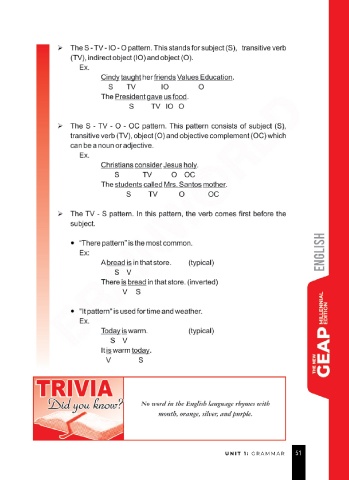 ➢ The S - TV - IO - O pattern. This stands for subject (S), transitive verb
(TV), indirect object (IO) and object (O).
Ex.
Cindy taught her friends Values Education.
S TV IO O
The President gave us food.
S TV IO O
➢ The S - TV - O - OC pattern. This pattern consists of subject (S),
transitive verb (TV), object (O) and objective complement (OC) which
can be a noun or adjective.
Ex.
Christians consider Jesus holy.
S TV O OC
The students called Mrs. Santos mother.
S TV O OC
➢ The TV - S pattern. In this pattern, the verb comes first before the
subject.
• "There pattern" is the most common.
Ex:
A bread is in that store. (typical)
S V
There is bread in that store. (inverted)
V S
• "It pattern" is used for time and weather.
Ex.
Today is warm. (typical)
S V
It is warm today.
V S
TRIVIA
Did you know?
No word in the English language rhymes with
month, orange, silver, and purple.
ENGLISH
THE NEW GEAP MILLENNIAL EDITION
UNIT 1: GRAMMAR 51